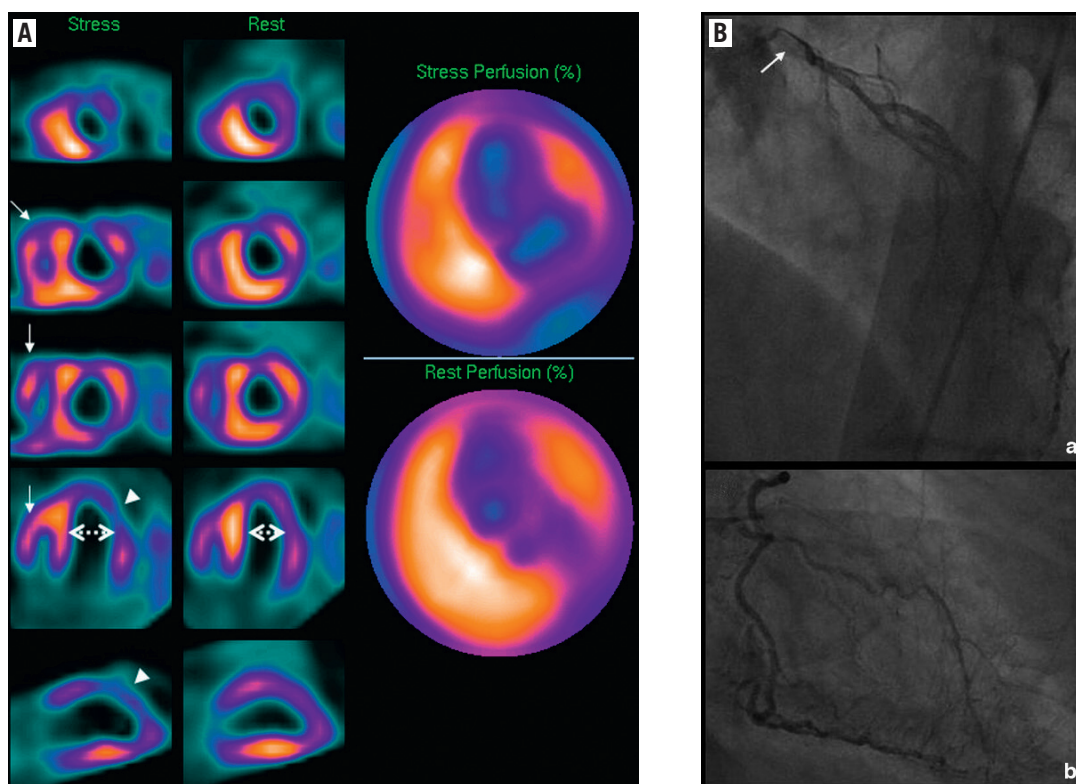 A
Stress
Rest
Stress Perfusion (%)
Rest Perfusion (%)
B
a
b